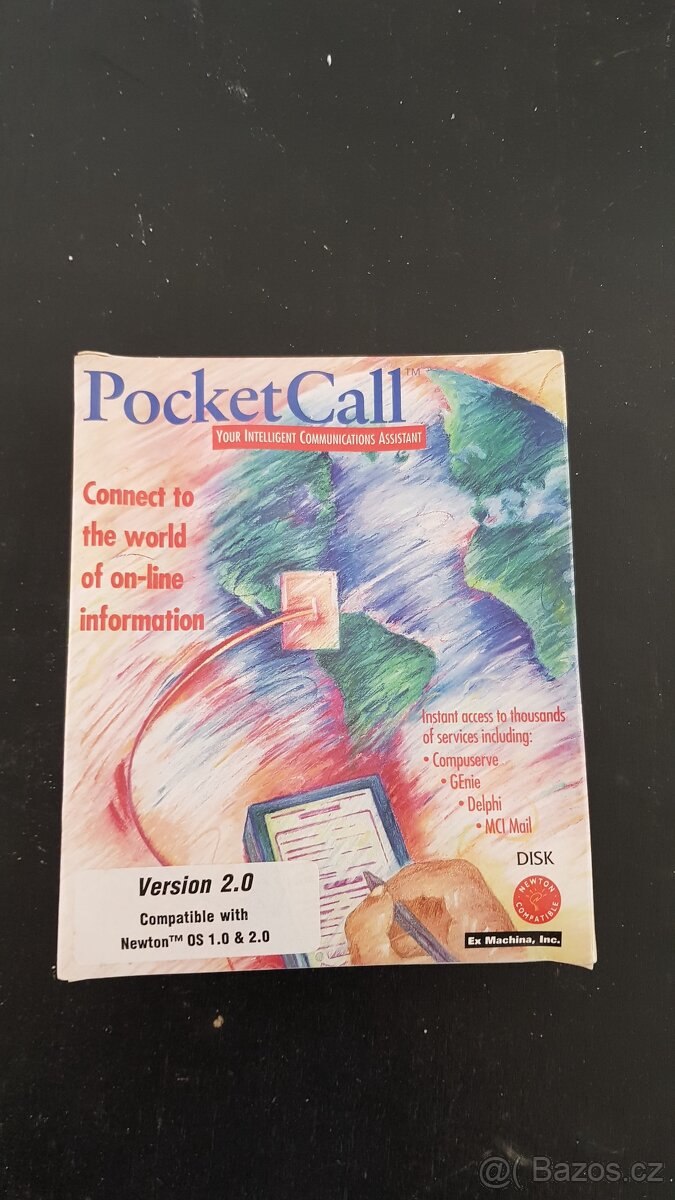 PocketCall™
YOUR INTELLIGENT COMMUNICATIONS ASSISTANT
Connect to
the world
of on-line
information
Instant access to thousands
of services including:
• Compuserve
• GEnie
• Delphi
• MCI Mail
DISK
NEWTON COMPATIBLE
Ex Machina, Inc.
Version 2.0
Compatible with
Newton™ OS 1.0 & 2.0
@( Bazos.cz